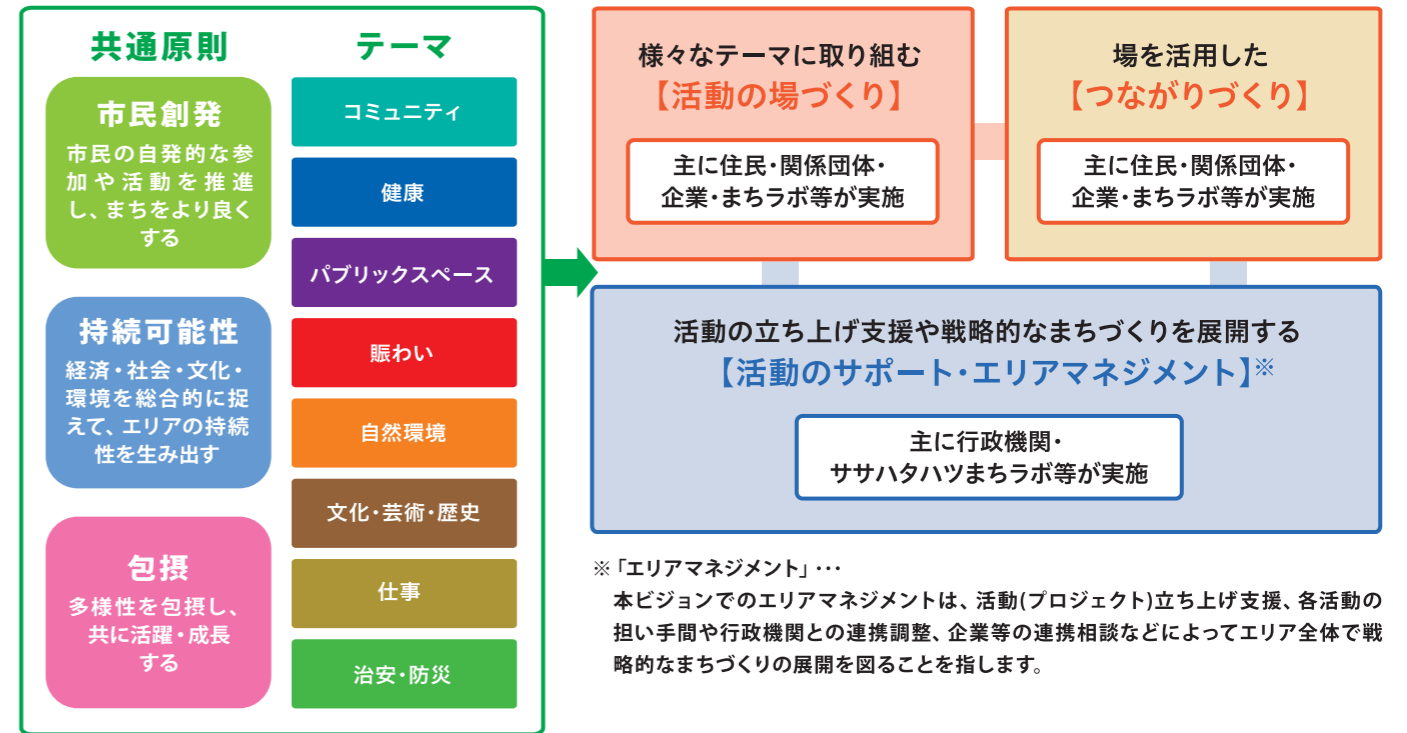 共通原則
市民創発
市民の自発的な参
加や活動を推進
し、まちをより良く
する
持続可能性
経済・社会・文化・
環境を総合的に捉
えて、エリアの持続
性を生み出す
包摂
多様性を包摂し、
共に活躍・成長
する
テーマ
コミュニティ
健康
パブリックスペース
賑わい
自然環境
文化・芸術・歴史
仕事
治安・防災
様々なテーマに取り組む
【活動の場づくり】
主に住民・関係団体・
企業・まちラボ等が実施
場を活用した
【つながりづくり】
主に住民・関係団体・
企業・まちラボ等が実施
活動の立ち上げ支援や戦略的なまちづくりを展開する
【活動のサポート・エリアマネジメント】※
主に行政機関・
ササハタハツまちラボ等が実施
※「エリアマネジメント」・・・
本ビジョンでのエリアマネジメントは、活動(プロジェクト)立ち上げ支援、各活動の
担い手間や行政機関との連携調整、企業等の連携相談などによってエリア全体で戦
略的なまちづくりの展開を図ることを指します。